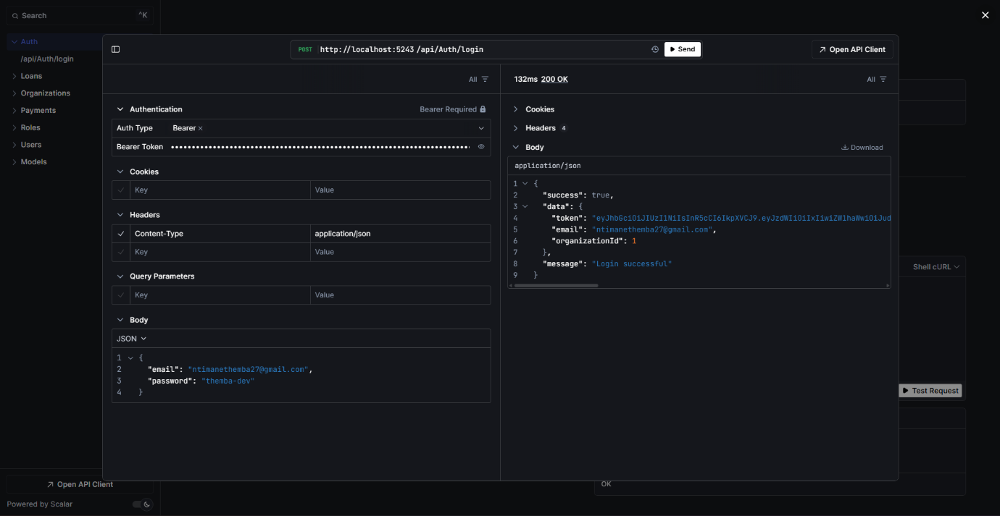 Search ^K
Auth
/api/Auth/login
Loans
Organizations
Payments
Roles
Users
Models
Open API Client
Powered by Scalar
POST http://localhost:5243 /api/Auth/login
Send
Open API Client
All
Authentication Bearer Required
Auth Type Bearer ×
Bearer Token
Cookies
Key Value
Headers
Content-Type application/json
Key Value
Query Parameters
Key Value
Body
JSON
1 {
2 "email": "ntimanethemba27@gmail.com",
3 "password": "themba-dev"
4 }
132ms 200 OK All
Cookies
Headers 4
Body Download
application/json
1 {
2 "success": true,
3 "data": {
4 "token": "eyJhbGciOiJIUzI1NiIsInR5cCI6IkpXVCJ9.eyJzdWIiOiIxIiwiZW1haWwiOiJud
5 "email": "ntimanethemba27@gmail.com",
6 "organizationId": 1
7 },
8 "message": "Login successful"
9 }
Shell cURL
Test Request
OK